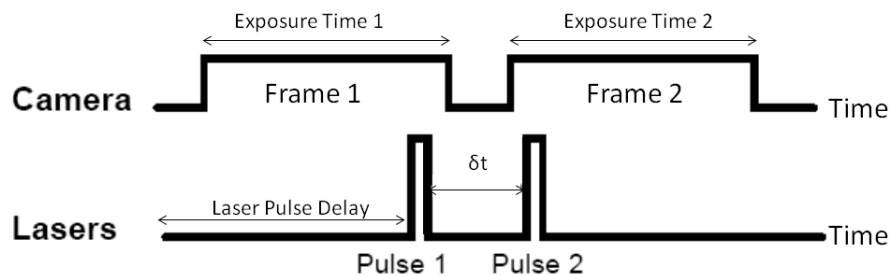 Exposure Time 1
Exposure Time 2
Camera
Frame 1
Frame 2
Time
δt
Laser Pulse Delay
Lasers
Time
Pulse 1
Pulse 2